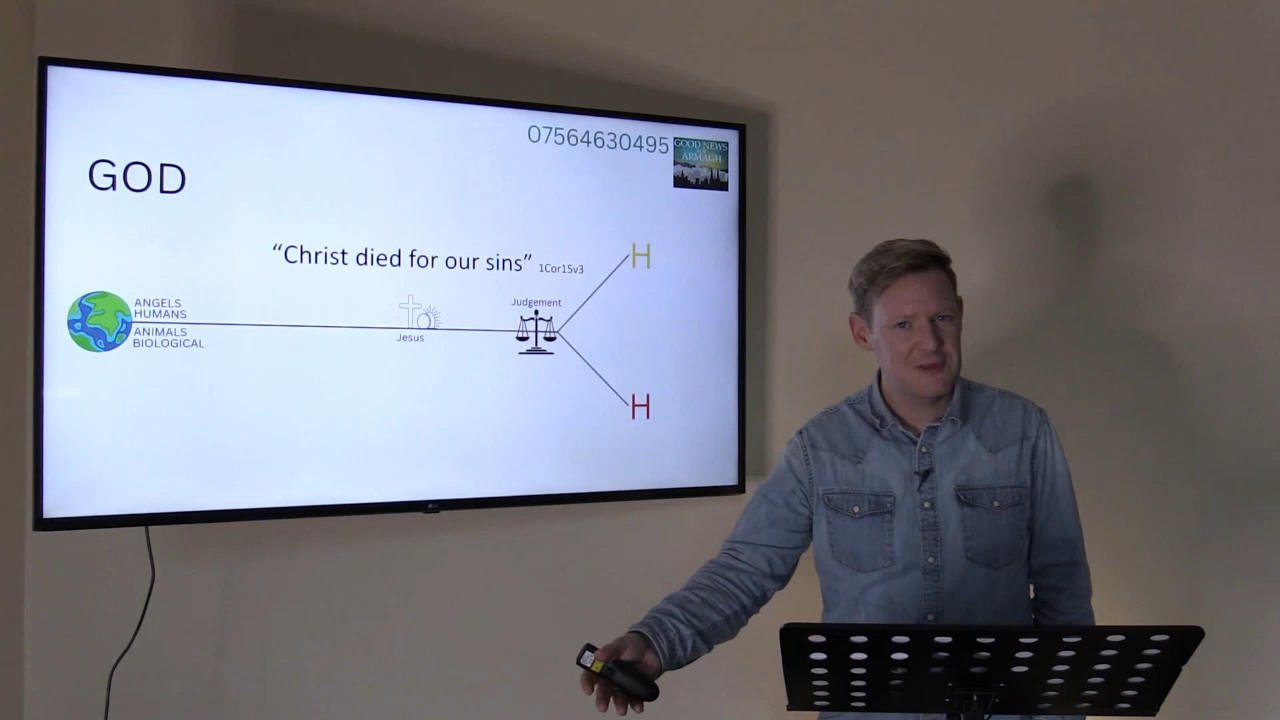 07564630495
GOOD NEWS
ARMAGH
GOD
“Christ died for our sins” 1Cor15v3
H
Judgement
ANGELS
HUMANS
ANIMALS
BIOLOGICAL
Jesus
H